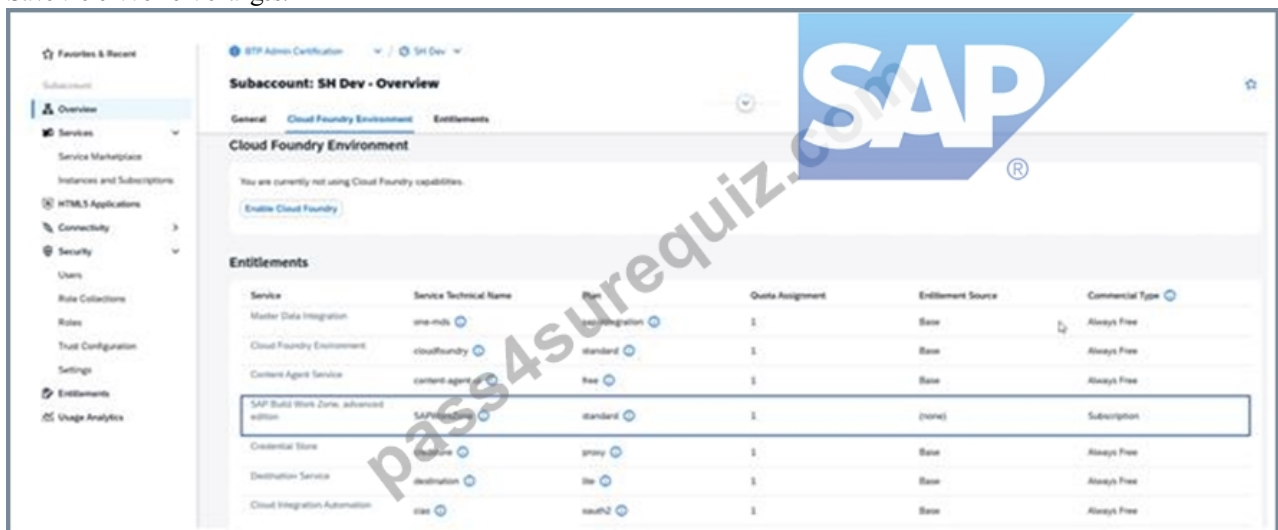 SAP
®
Favorites & Recent
BTP Admin Certification / SH Dev
Subaccount
Subaccount: SH Dev - Overview
Overview
General Cloud Foundry Environment Entitlements
Services
Service Marketplace
Instances and Subscriptions
HTML5 Applications
Connectivity
Security
Users
Role Collections
Roles
Trust Configuration
Settings
Entitlements
Usage Analytics
Cloud Foundry Environment
You are currently not using Cloud Foundry capabilities.
Enable Cloud Foundry
Entitlements
Service Service Technical Name Plan Quota Assignment Entitlement Source Commercial Type
Master Data Integration one-mds 1 Base Always Free
Cloud Foundry Environment cloudfoundry standard 1 Base Always Free
Content Agent Service free 1 Base Always Free
SAP Build Work Zone, advanced
edition SAPWorkZone standard 1 (none) Subscription
Credential Store proxy 1 Base Always Free
Destination Service destination lite 1 Base Always Free
Cloud Integration Automation cias oauth2 1 Base Always Free
pass4surequiz.com